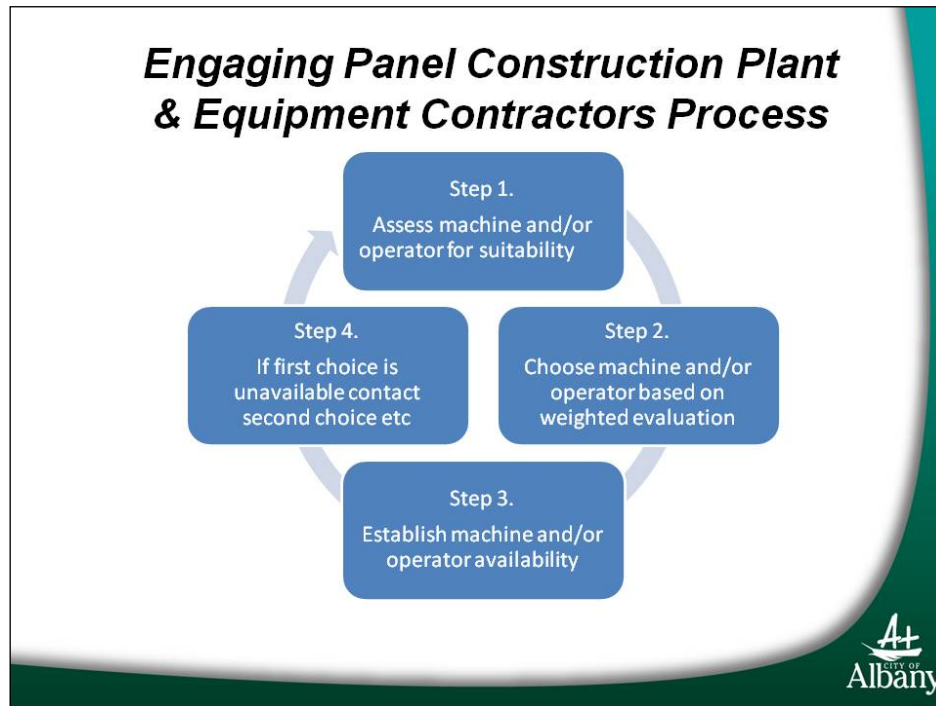 Engaging Panel Construction Plant
& Equipment Contractors Process
Step 1.
Assess machine and/or
operator for suitability
Step 2.
Choose machine and/or
operator based on
weighted evaluation
Step 3.
Establish machine and/or
operator availability
Step 4.
If first choice is
unavailable contact
second choice etc
CITY OF
Albany